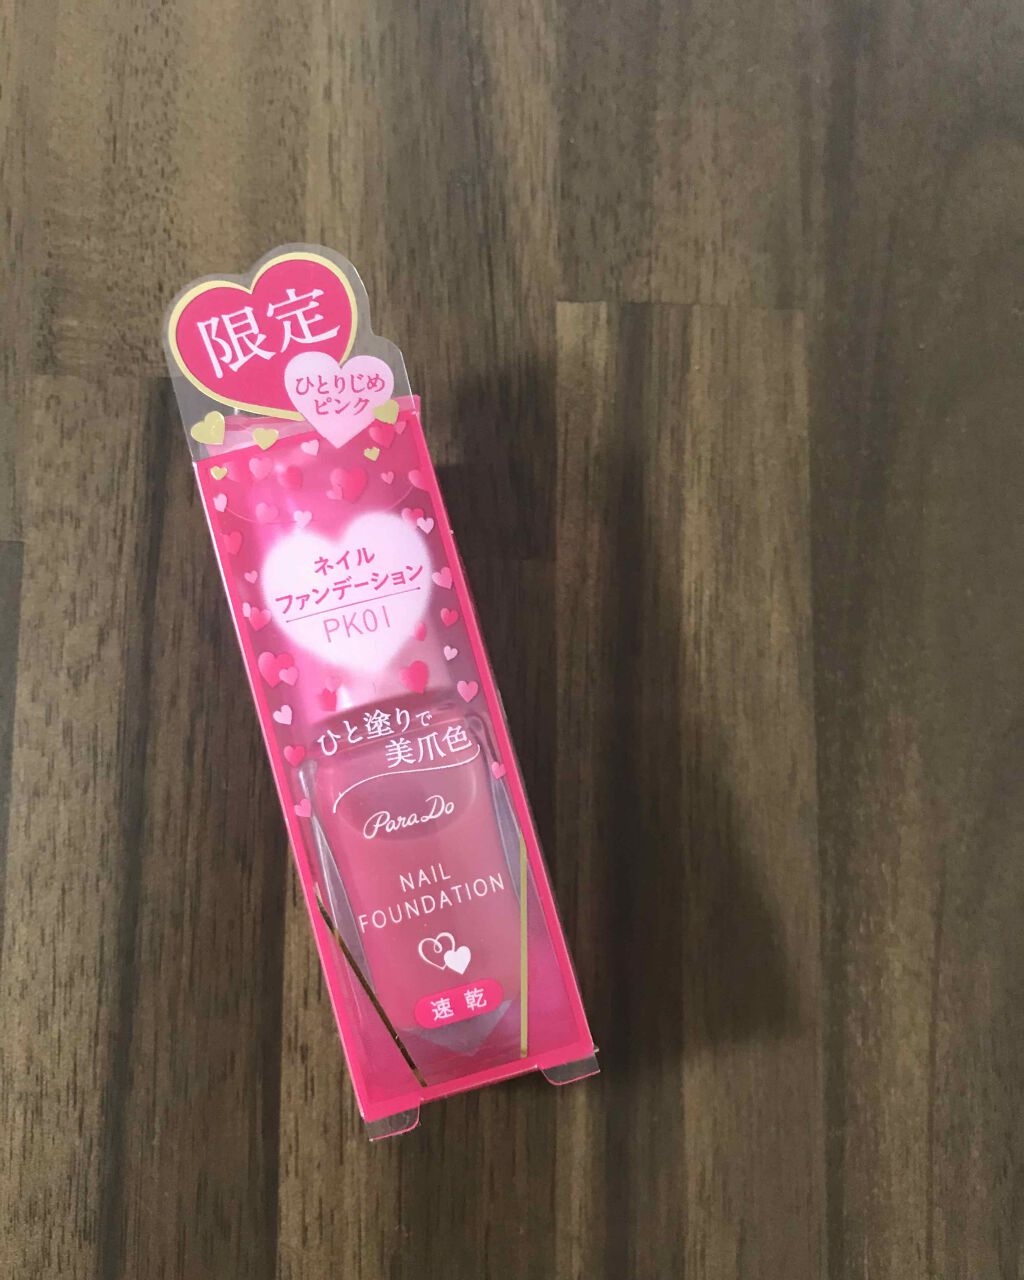 限定
ひとりじめ
ピンク
ネイル
ファンデーション
PK01
ひと塗りで
美爪色
ParaDo
NAIL
FOUNDATION
速乾